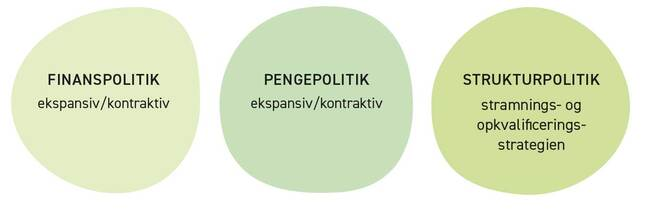 FINANSPOLITIK
ekspansiv/kontraktiv
PENGEPOLITIK
ekspansiv/kontraktiv
STRUKTURPOLITIK
stramnings- og
opkvalificerings-
strategien